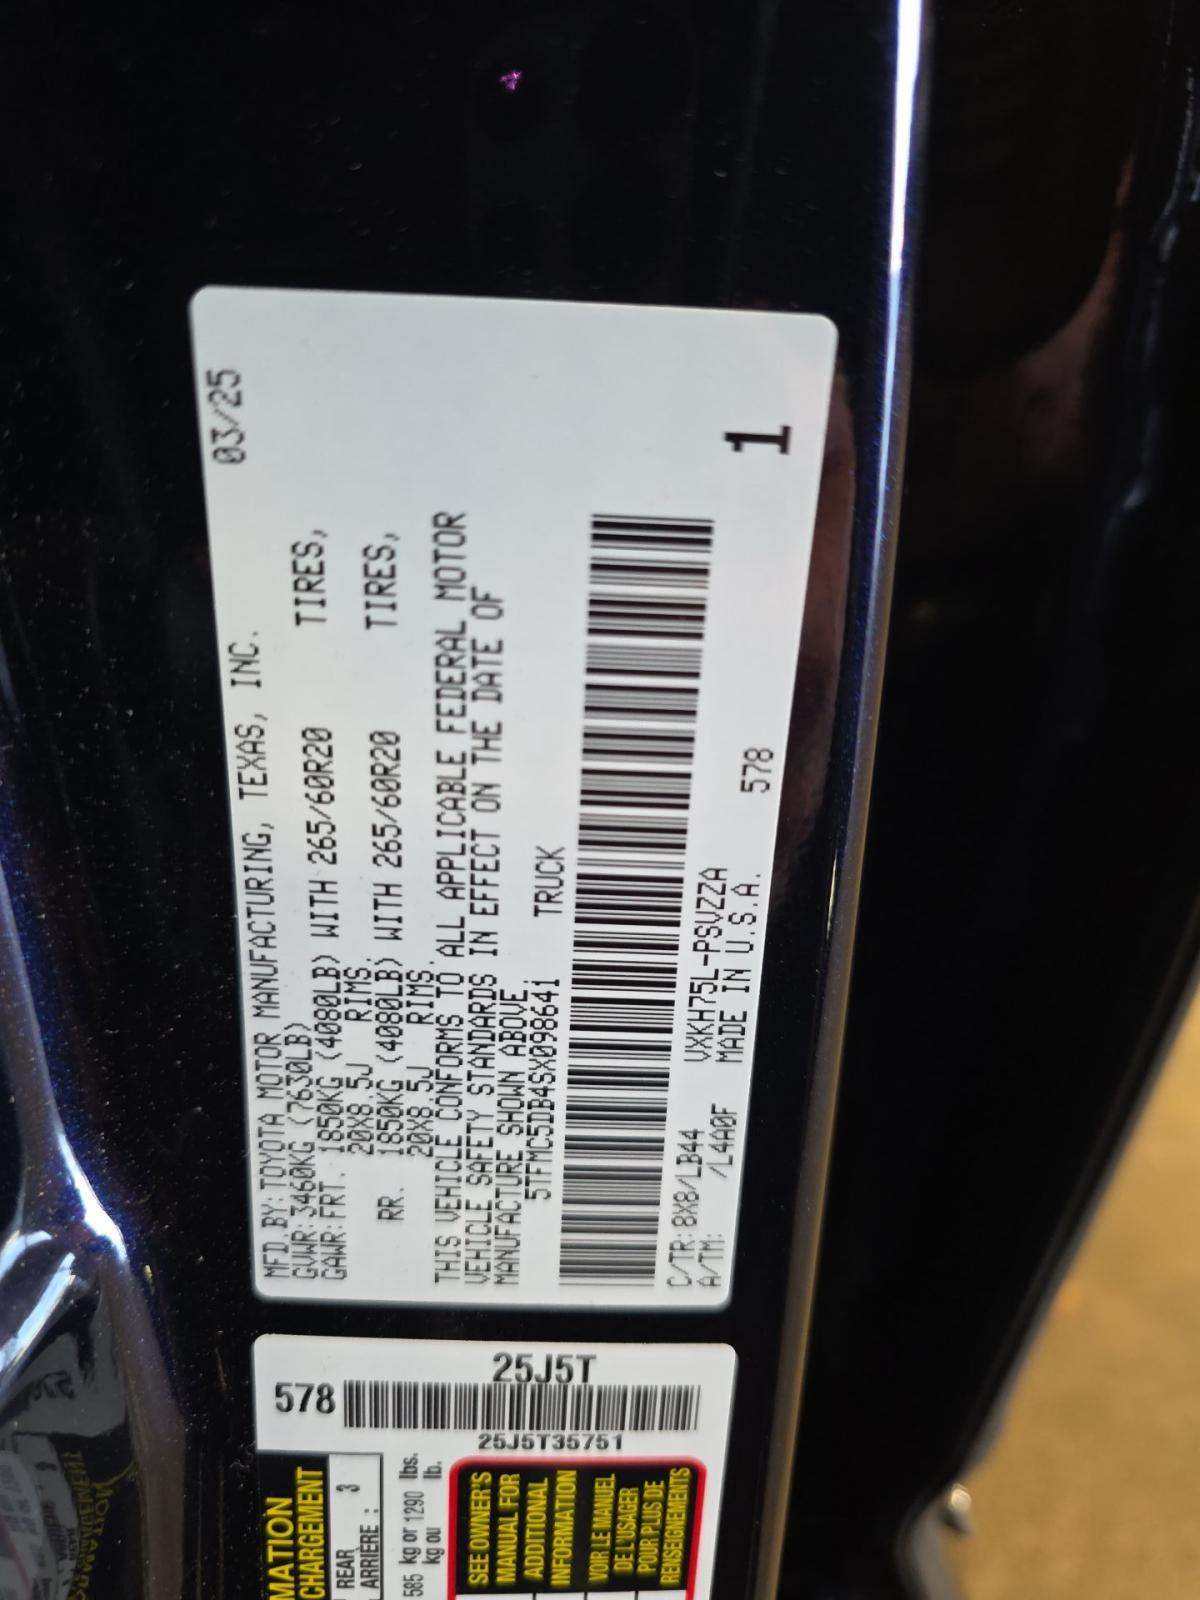 03/25
MFD BY: TOYOTA MOTOR MANUFACTURING, TEXAS, INC.
GVWR: 3460KG (7630LB)
GAWR: FRT. 1850KG (4080LB) WITH 265/60R20 TIRES,
20X8.5J RIMS.
RR. 1850KG (4080LB) WITH 265/60R20 TIRES,
20X8.5J RIMS.
THIS VEHICLE CONFORMS TO ALL APPLICABLE FEDERAL MOTOR
VEHICLE SAFETY STANDARDS IN EFFECT ON THE DATE OF
MANUFACTURE SHOWN ABOVE.
5TFMC5DB4SX098641 TRUCK
C/TR: 8X8/LB44 VXKH75L-PSVZZA 578
A/TM: /L4A0F MADE IN U.S.A.
1
578
25J5T
25J5T35751
MATION
CHARGEMENT
REAR 3
ARRIÈRE :
585 kg or 1290 lbs.
kg ou lb.
SEE OWNER'S
MANUAL FOR
ADDITIONAL
INFORMATION
VOIR LE MANUEL
DE L'USAGER
POUR PLUS DE
RENSEIGNEMENTS